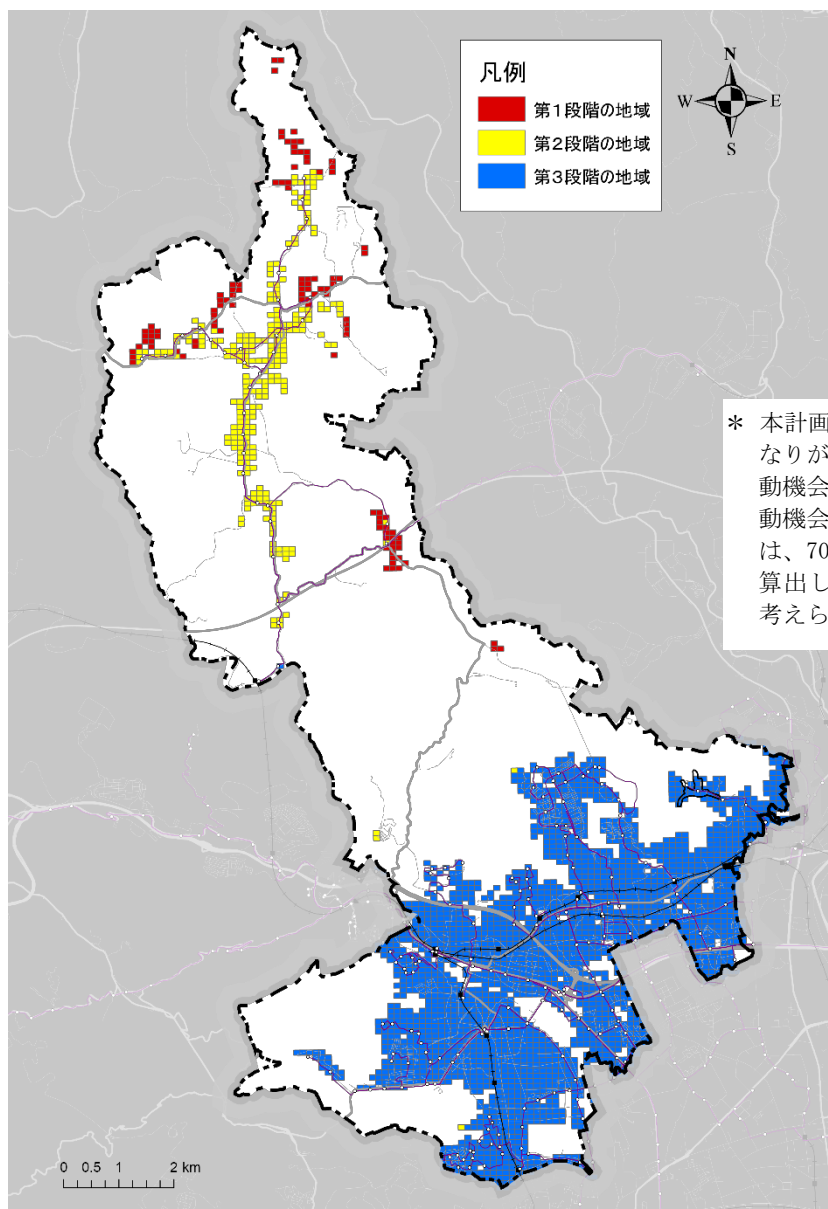 凡例
第1段階の地域
第2段階の地域
第3段階の地域
N
W E
S
* 本計画
なりが
動機会
動機会
は、70
算出し
考えら
0 0.5 1 2 km